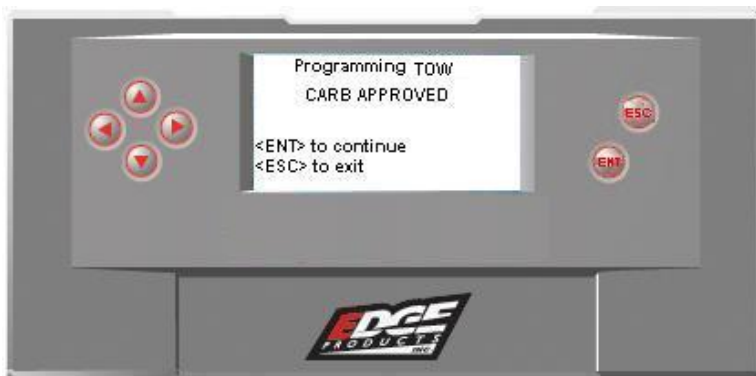 Programming TOW
CARB APPROVED
<ENT> to continue
<ESC> to exit
ESC
ENT
EDGE
PRODUCTS
INC